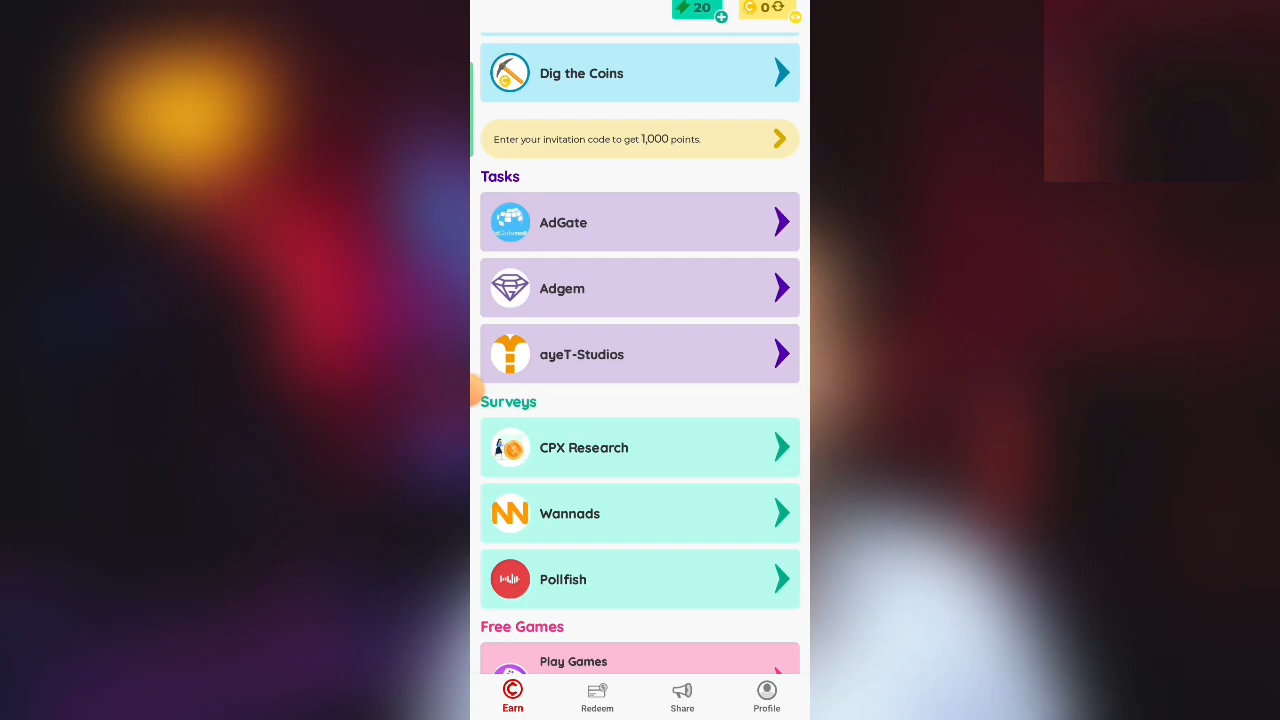 20
0
Dig the Coins
Enter your invitation code to get 1,000 points.
Tasks
AdGate
Adgem
ayeT-Studios
Surveys
CPX Research
Wannads
Pollfish
Free Games
Play Games
Earn
Redeem
Share
Profile